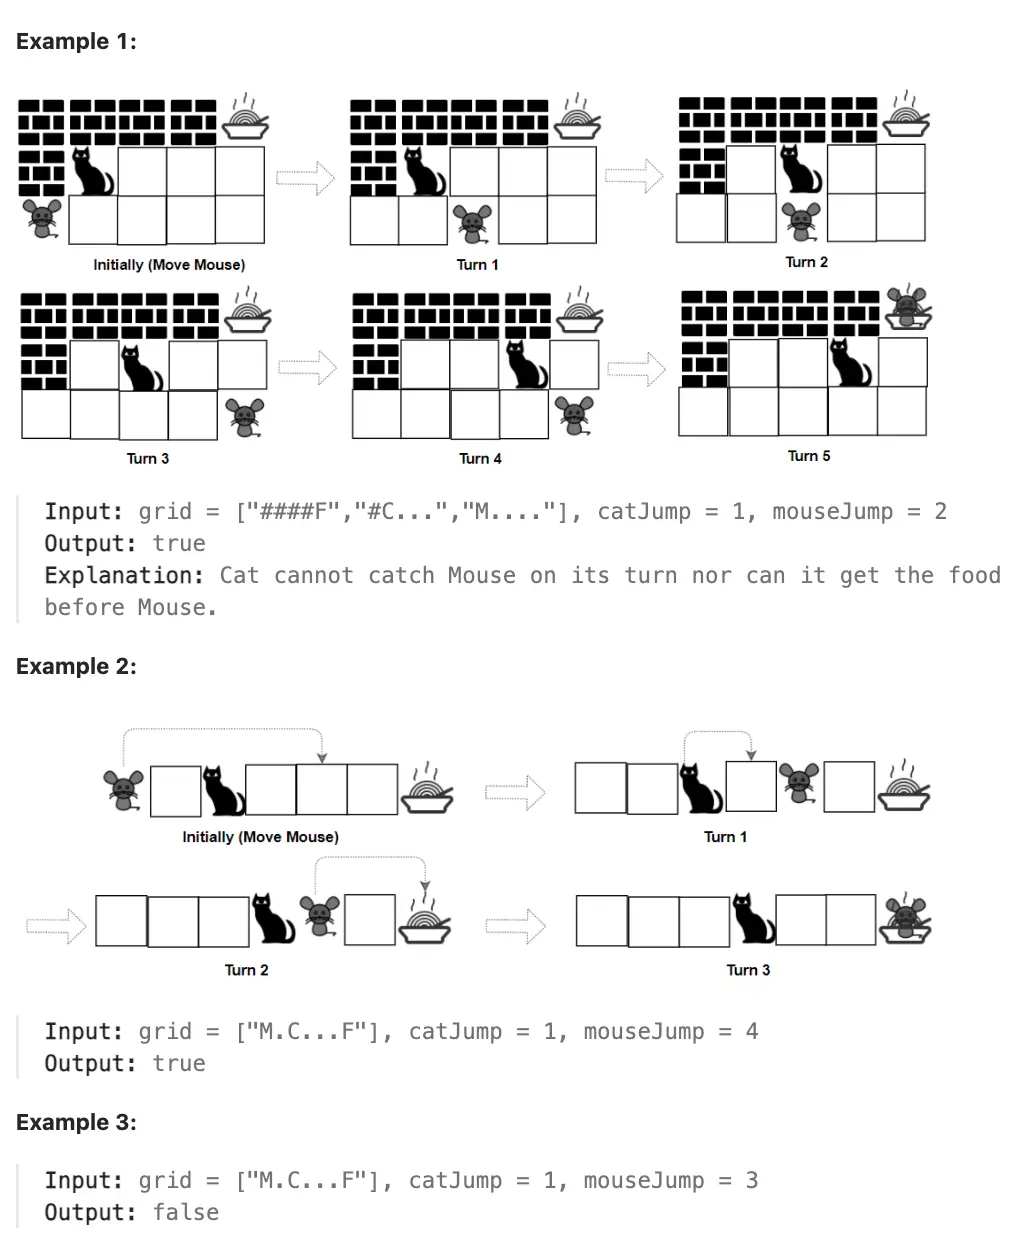 Example 1:
Initially (Move Mouse)
Turn 1
Turn 2
Turn 3
Turn 4
Turn 5
Input: grid = ["####F","#C...","M...."], catJump = 1, mouseJump = 2
Output: true
Explanation: Cat cannot catch Mouse on its turn nor can it get the food
before Mouse.
Example 2:
Initially (Move Mouse)
Turn 1
Turn 2
Turn 3
Input: grid = ["M.C...F"], catJump = 1, mouseJump = 4
Output: true
Example 3:
Input: grid = ["M.C...F"], catJump = 1, mouseJump = 3
Output: false